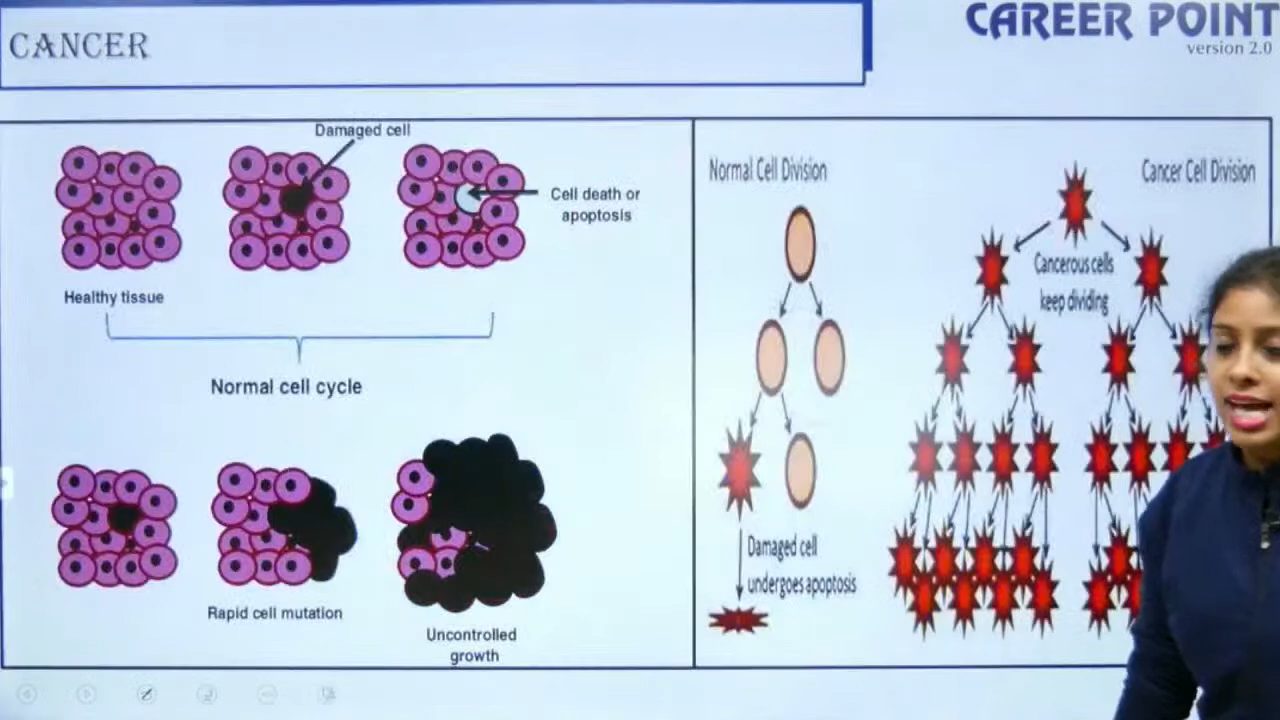 CANCER
CAREER POINT
version 2.0
Damaged cell
Cell death or
apoptosis
Healthy tissue
Normal cell cycle
Rapid cell mutation
Uncontrolled
growth
Normal Cell Division
Cancer Cell Division
Cancerous cells
keep dividing
Damaged cell
undergoes apoptosis